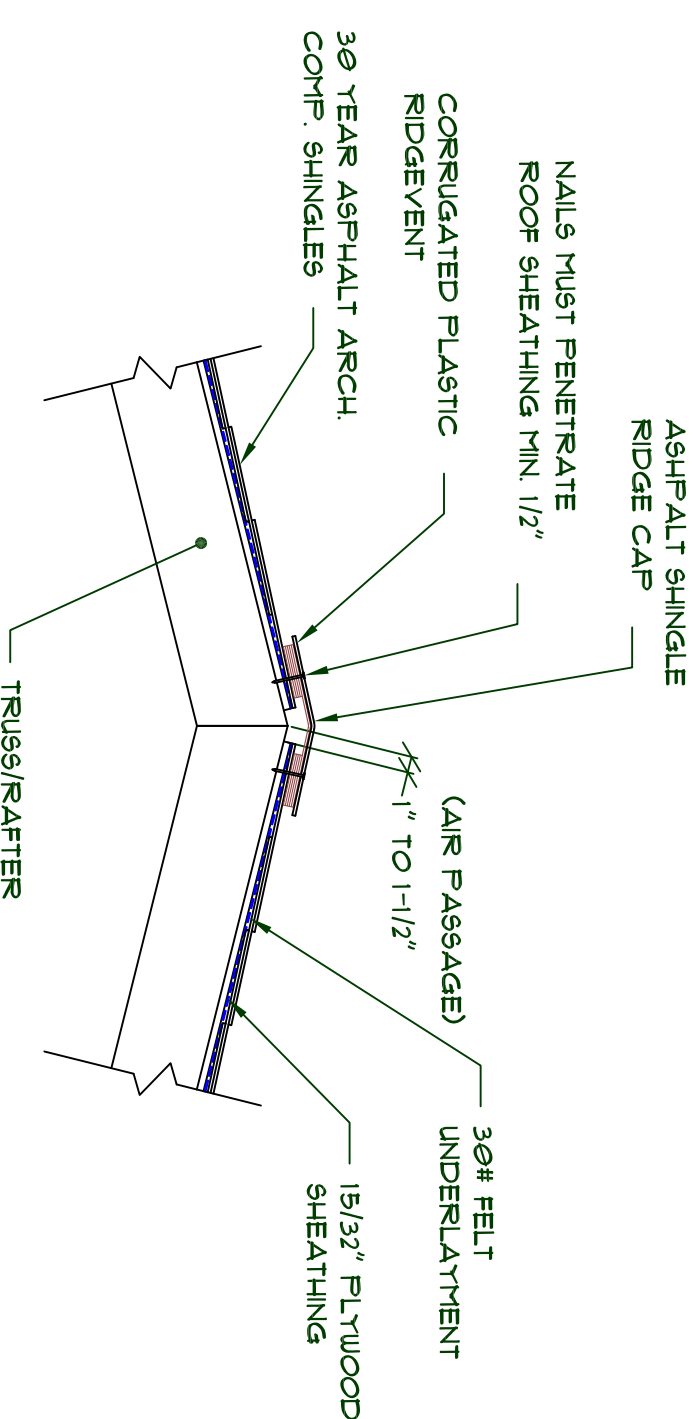 ASHPALT SHINGLE
RIDGE CAP
NAILS MUST PENETRATE
ROOF SHEATHING MIN. 1/2"
CORRUGATED PLASTIC
RIDGEVENT
30 YEAR ASPHALT ARCH.
COMP. SHINGLES
(AIR PASSAGE)
1" TO 1-1/2"
30# FELT
UNDERLAYMENT
15/32" PLYWOOD
SHEATHING
TRUSS/RAFTER